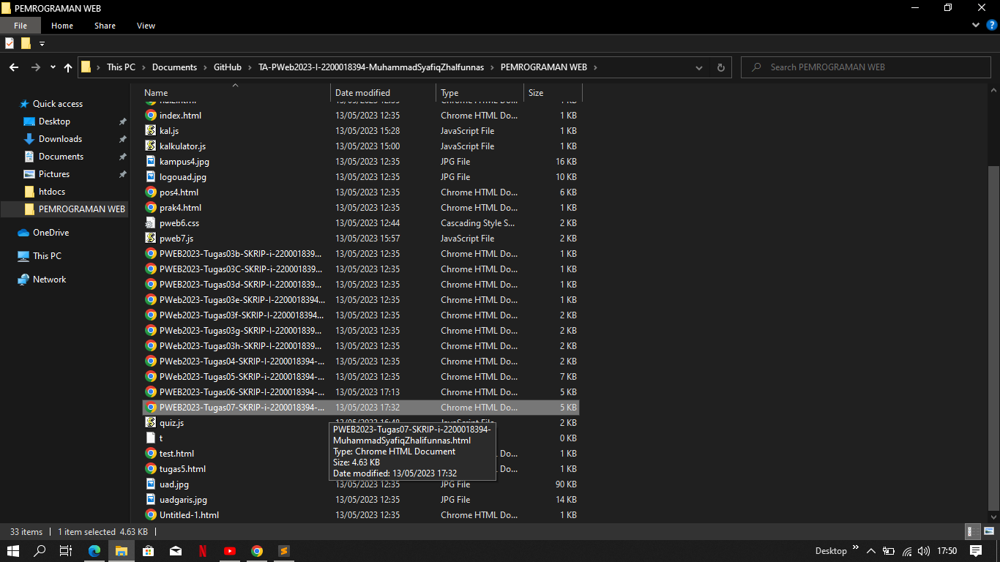 PEMROGRAMAN WEB
File Home Share View
This PC Documents GitHub TA-PWeb2023-I-2200018394-MuhammadSyafiqZhalfunnas PEMROGRAMAN WEB
Search PEMROGRAMAN WEB
Quick access
Desktop
Downloads
Documents
Pictures
htdocs
PEMROGRAMAN WEB
OneDrive
This PC
Network
Name Date modified Type Size
index.html 13/05/2023 12:35 Chrome HTML Do... 1 KB
kal.js 13/05/2023 15:28 JavaScript File 1 KB
kalkulator.js 13/05/2023 15:00 JavaScript File 1 KB
kampus4.jpg 13/05/2023 12:35 JPG File 16 KB
logouad.jpg 13/05/2023 12:35 JPG File 10 KB
pos4.html 13/05/2023 12:35 Chrome HTML Do... 6 KB
prak4.html 13/05/2023 12:35 Chrome HTML Do... 1 KB
pweb6.css 13/05/2023 12:44 Cascading Style S... 2 KB
pweb7.js 13/05/2023 15:57 JavaScript File 2 KB
PWEB2023-Tugas03b-SKRIP-i-220001839... 13/05/2023 12:35 Chrome HTML Do... 1 KB
PWEB2023-Tugas03C-SKRIP-i-220001839... 13/05/2023 12:35 Chrome HTML Do... 1 KB
PWEB2023-Tugas03d-SKRIP-I-220001839... 13/05/2023 12:35 Chrome HTML Do... 1 KB
PWeb2023-Tugas03e-SKRIP-I-2200018394... 13/05/2023 12:35 Chrome HTML Do... 1 KB
PWeb2023-Tugas03f-SKRIP-I-2200018394... 13/05/2023 12:35 Chrome HTML Do... 2 KB
PWeb2023-Tugas03g-SKRIP-I-220001839... 13/05/2023 12:35 Chrome HTML Do... 2 KB
PWeb2023-Tugas03h-SKRIP-I-220001839... 13/05/2023 12:35 Chrome HTML Do... 2 KB
PWeb2023-Tugas04-SKRIP-I-2200018394-... 13/05/2023 12:35 Chrome HTML Do... 2 KB
PWeb2023-Tugas05-SKRIP-i-2200018394-... 13/05/2023 12:35 Chrome HTML Do... 7 KB
PWEB2023-Tugas06-SKRIP-I-2200018394-... 13/05/2023 17:13 Chrome HTML Do... 5 KB
PWEB2023-Tugas07-SKRIP-i-2200018394-... 13/05/2023 17:32 Chrome HTML Do... 5 KB
quiz.js 13/05/2023 16:48 JavaScript File 2 KB
t 0 KB
test.html 1 KB
tugas5.html 1 KB
uad.jpg 13/05/2023 12:35 JPG File 90 KB
uadgaris.jpg 13/05/2023 12:35 JPG File 14 KB
Untitled-1.html 13/05/2023 12:35 Chrome HTML Do... 1 KB
PWEB2023-Tugas07-SKRIP-i-2200018394-
MuhammadSyafiqZhalifunnas.html
Type: Chrome HTML Document
Size: 4.63 KB
Date modified: 13/05/2023 17:32
33 items 1 item selected 4.63 KB
Desktop 17:50